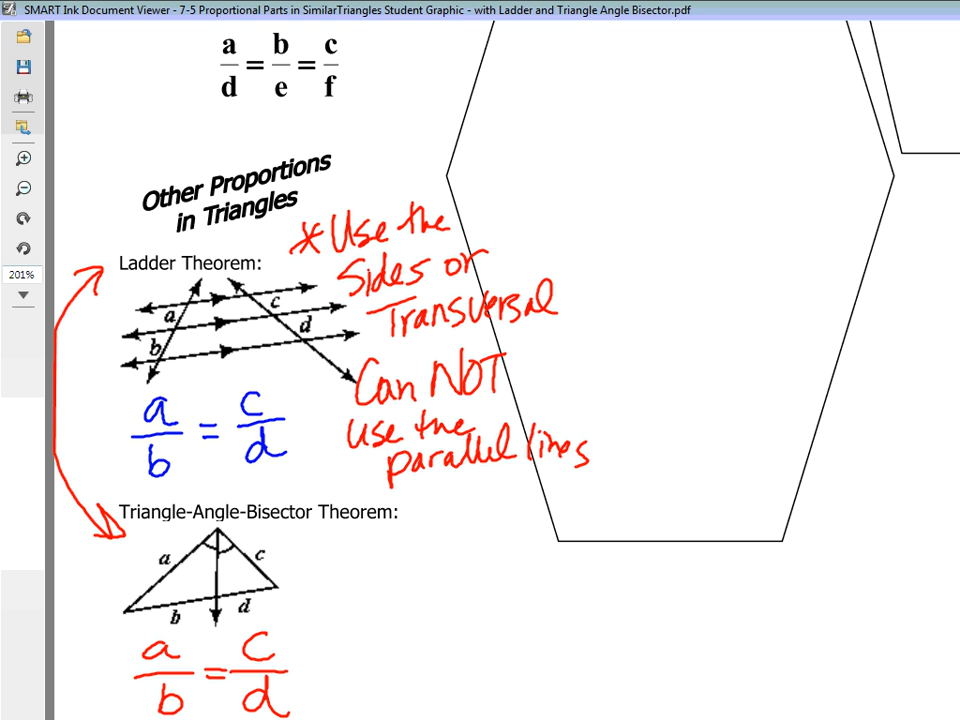 SMART Ink Document Viewer - 7-5 Proportional Parts in SimilarTriangles Student Graphic - with Ladder and Triangle Angle Bisector.pdf
a/d = b/e = c/f
Other Proportions
in Triangles
* Use the
Sides or
Transversal
Can NOT
use the
parallel lines
201%
Ladder Theorem:
a
c
b
d
a/b = c/d
Triangle-Angle-Bisector Theorem:
a
c
b
d
a/b = c/d